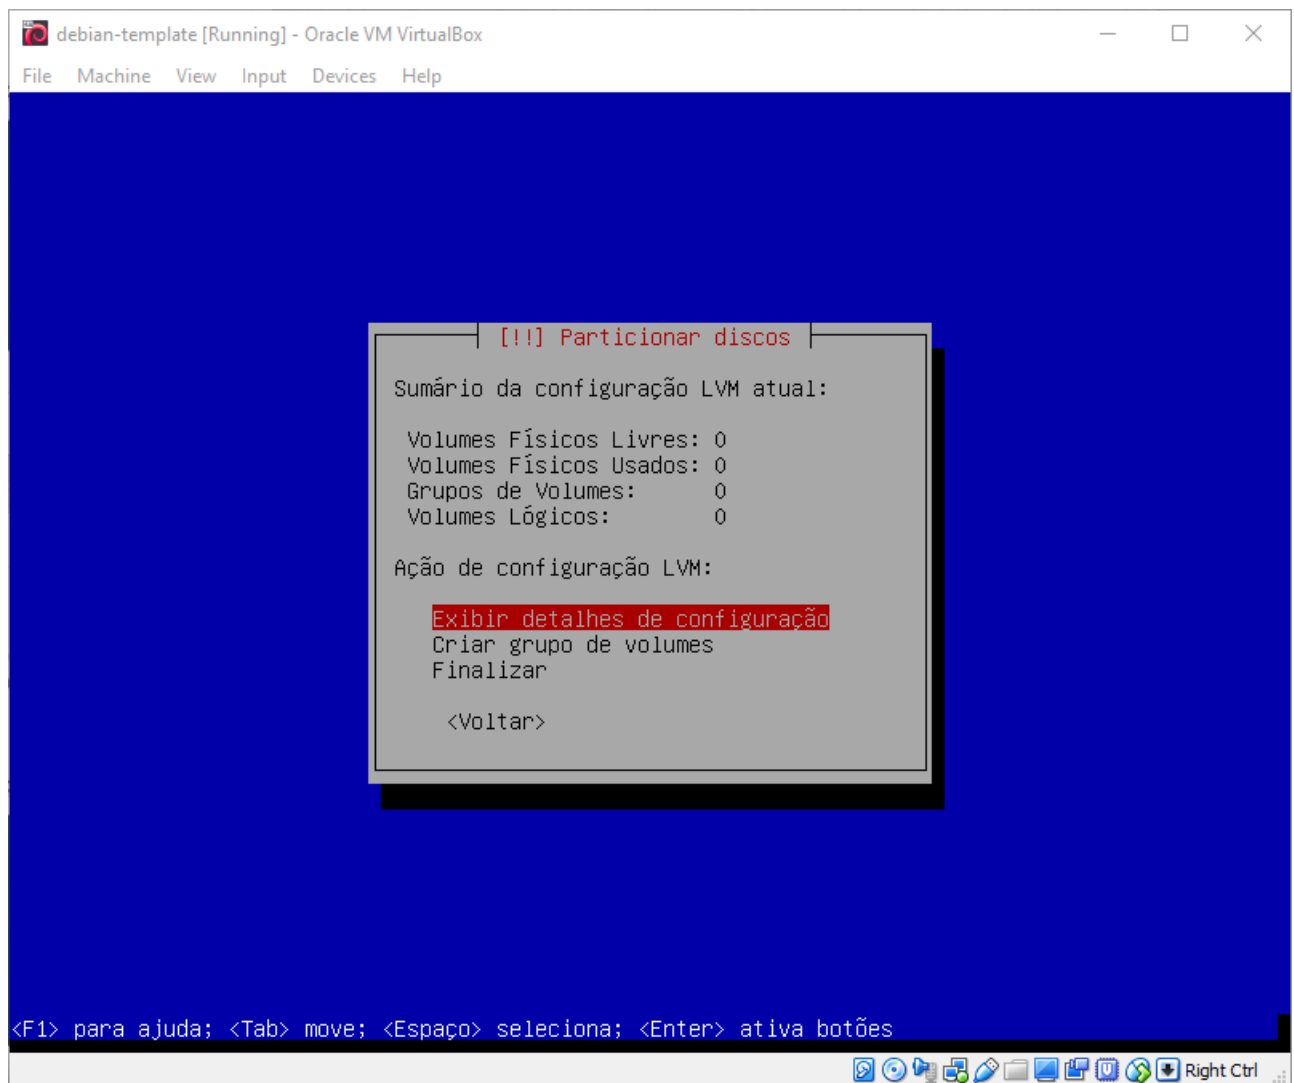 debian-template [Running] - Oracle VM VirtualBox
File Machine View Input Devices Help
[!!] Particionar discos
Sumário da configuração LVM atual:
Volumes Físicos Livres: 0
Volumes Físicos Usados: 0
Grupos de Volumes: 0
Volumes Lógicos: 0
Ação de configuração LVM:
Exibir detalhes de configuração
Criar grupo de volumes
Finalizar
<Voltar>
<F1> para ajuda; <Tab> move; <Espaço> seleciona; <Enter> ativa botões
Right Ctrl